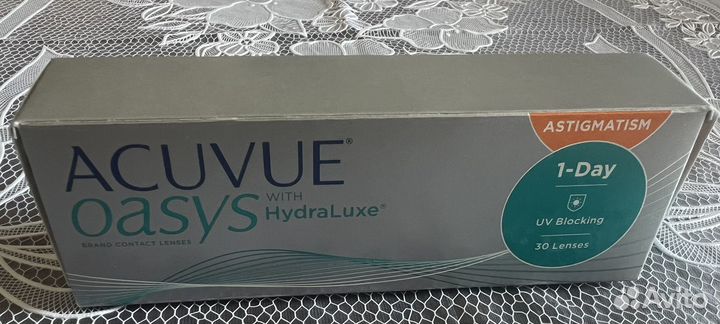 ACUVUE®
oasys WITH HydraLuxe®
BRAND CONTACT LENSES
ASTIGMATISM
1-Day
UV Blocking
30 Lenses
Avito